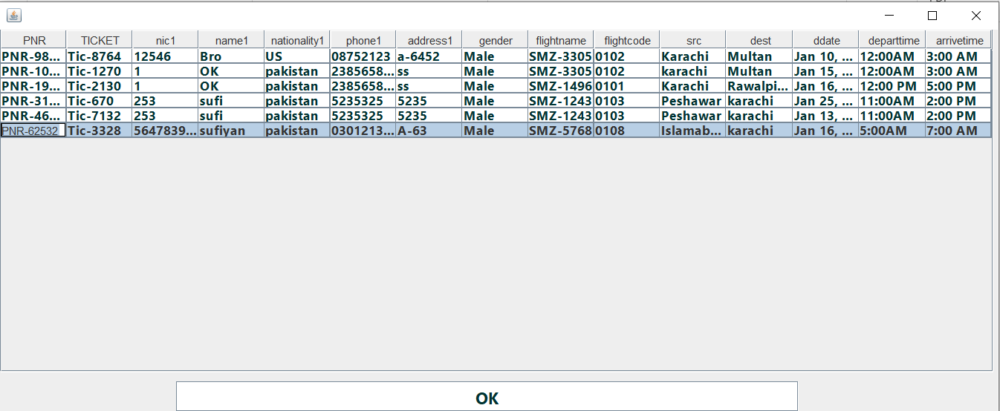 PNR TICKET nic1 name1 nationality1 phone1 address1 gender flightname flightcode src dest ddate departtime arrivetime
PNR-98... Tic-8764 12546 Bro US 08752123 a-6452 Male SMZ-3305 0102 Karachi Multan Jan 10, ... 12:00AM 3:00 AM
PNR-10... Tic-1270 1 OK pakistan 2385658... ss Male SMZ-3305 0102 karachi Multan Jan 15, ... 12:00AM 3:00 AM
PNR-19... Tic-2130 1 OK pakistan 2385658... ss Male SMZ-1496 0101 Karachi Rawalpi... Jan 16, ... 12:00 PM 5:00 PM
PNR-31... Tic-670 253 sufi pakistan 5235325 5235 Male SMZ-1243 0103 Peshawar karachi Jan 25, ... 11:00AM 2:00 PM
PNR-46... Tic-7132 253 sufi pakistan 5235325 5235 Male SMZ-1243 0103 Peshawar karachi Jan 13, ... 11:00AM 2:00 PM
PNR-62532 Tic-3328 5647839... sufiyan pakistan 0301213... A-63 Male SMZ-5768 0108 Islamab... karachi Jan 16, ... 5:00AM 7:00 AM
OK